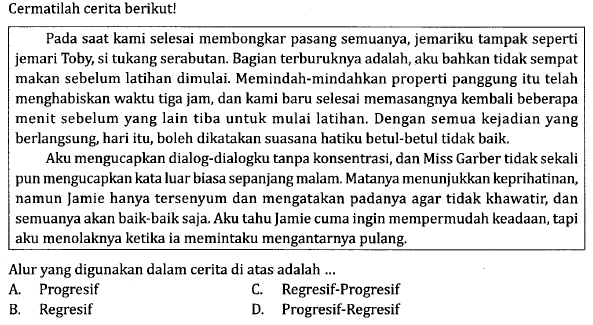 Cermatilah cerita berikut!
Pada saat kami selesai membongkar pasang semuanya, jemariku tampak seperti
jemari Toby, si tukang serabutan. Bagian terburuknya adalah, aku bahkan tidak sempat
makan sebelum latihan dimulai. Memindah-mindahkan properti panggung itu telah
menghabiskan waktu tiga jam, dan kami baru selesai memasangnya kembali beberapa
menit sebelum yang lain tiba untuk mulai latihan. Dengan semua kejadian yang
berlangsung, hari itu, boleh dikatakan suasana hatiku betul-betul tidak baik.
Aku mengucapkan dialog-dialogku tanpa konsentrasi, dan Miss Garber tidak sekali
pun mengucapkan kata luar biasa sepanjang malam. Matanya menunjukkan keprihatinan,
namun Jamie hanya tersenyum dan mengatakan padanya agar tidak khawatir, dan
semuanya akan baik-baik saja. Aku tahu Jamie cuma ingin mempermudah keadaan, tapi
aku menolaknya ketika ia memintaku mengantarnya pulang.
Alur yang digunakan dalam cerita di atas adalah ...
A. Progresif C. Regresif-Progresif
B. Regresif D. Progresif-Regresif